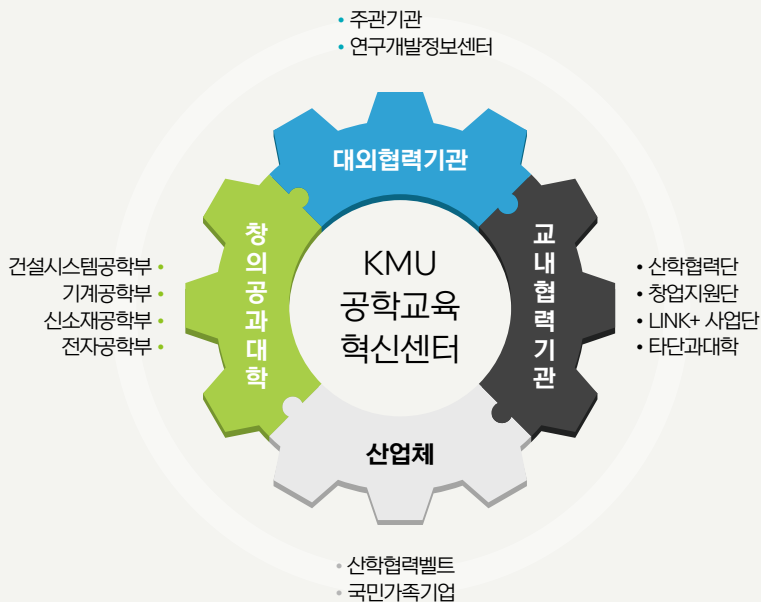 • 주관기관
• 연구개발정보센터
대외협력기관
창의공과대학
건설시스템공학부 •
기계공학부 •
신소재공학부 •
전자공학부 •
KMU
공학교육
혁신센터
교내협력기관
• 산학협력단
• 창업지원단
• LINK+ 사업단
• 타단과대학
산업체
• 산학협력벨트
• 국민가족기업